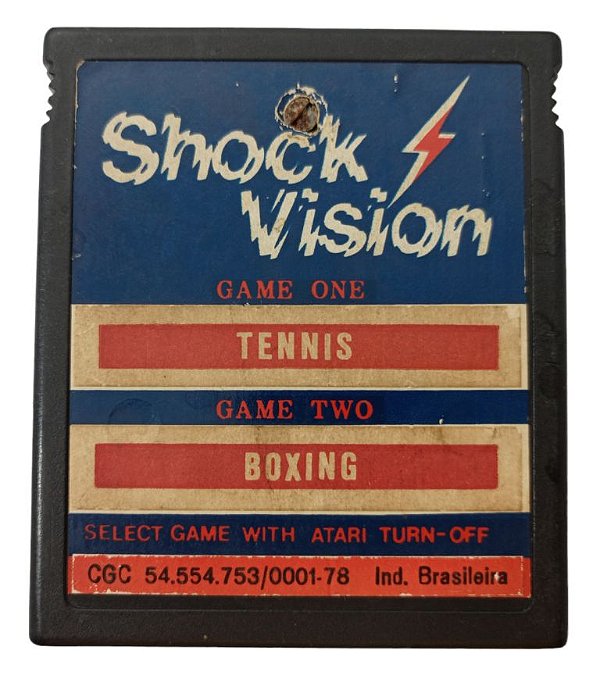 Shock
Vision
GAME ONE
TENNIS
GAME TWO
BOXING
SELECT GAME WITH ATARI TURN-OFF
CGC 54.554.753/0001-78 Ind. Brasileira